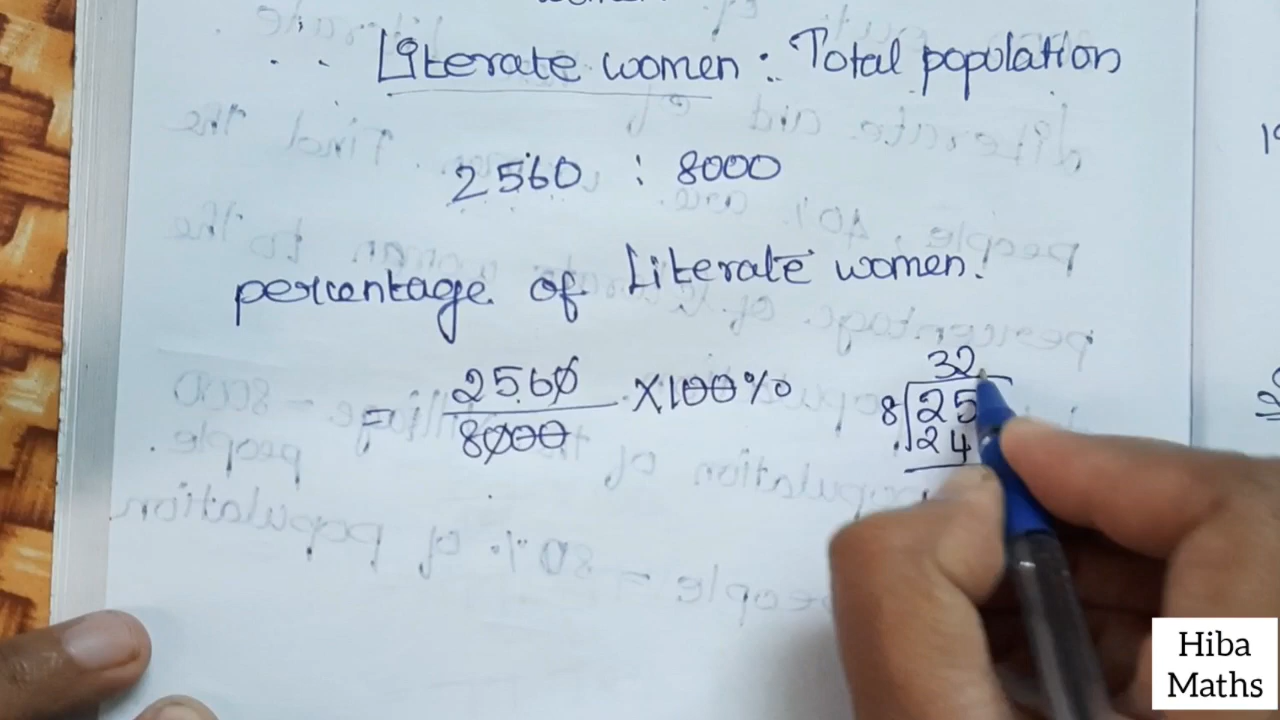 Literate women : Total population
2560 : 8000
percentage of Literate women.
= 2560/8000 ×100%
32
8 25
24
Hiba
Maths